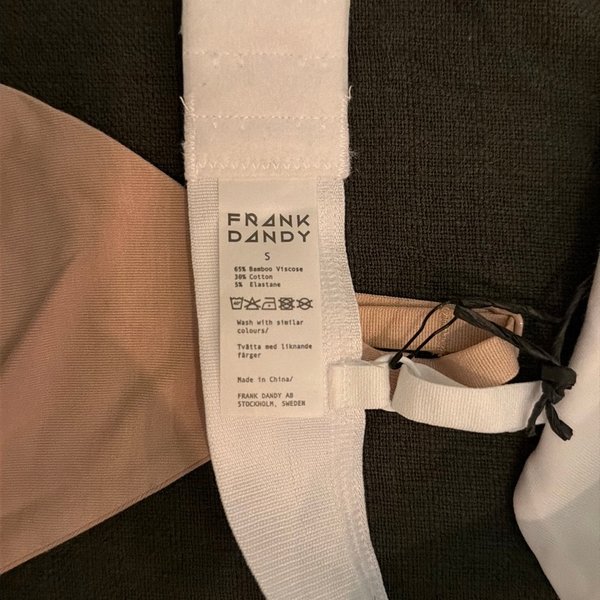 FRANK
DANDY
S
65% Bamboo Viscose
30% Cotton
5% Elastane
Wash with similar
colours/
Tvätta med liknande
färger
Made in China/
FRANK DANDY AB
STOCKHOLM, SWEDEN